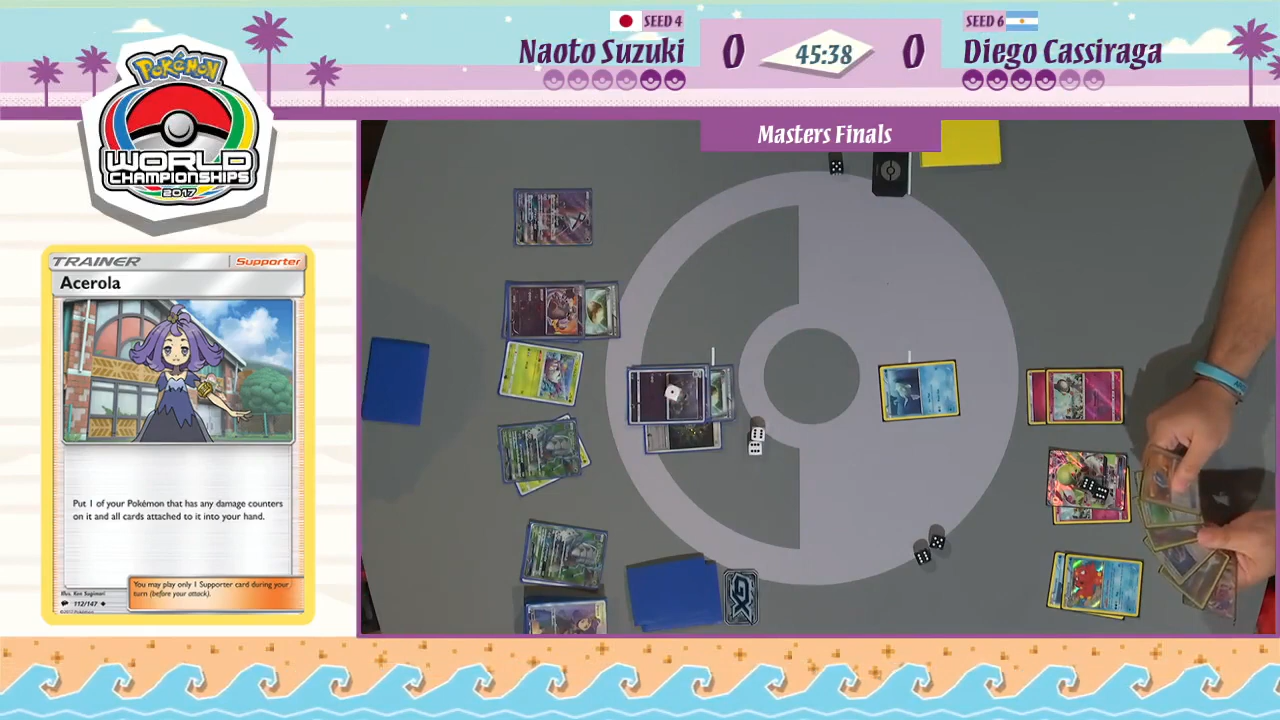 SEED 4
SEED 6
Naoto Suzuki
0
45:38
0
Diego Cassiraga
Masters Finals
Pokémon
WORLD
CHAMPIONSHIPS
2017
TRAINER
Supporter
Acerola
Put 1 of your Pokémon that has any damage counters
on it and all cards attached to it into your hand.
Illus. Ken Sugimori
112/147
You may play only 1 Supporter card during your
turn (before your attack).
GX